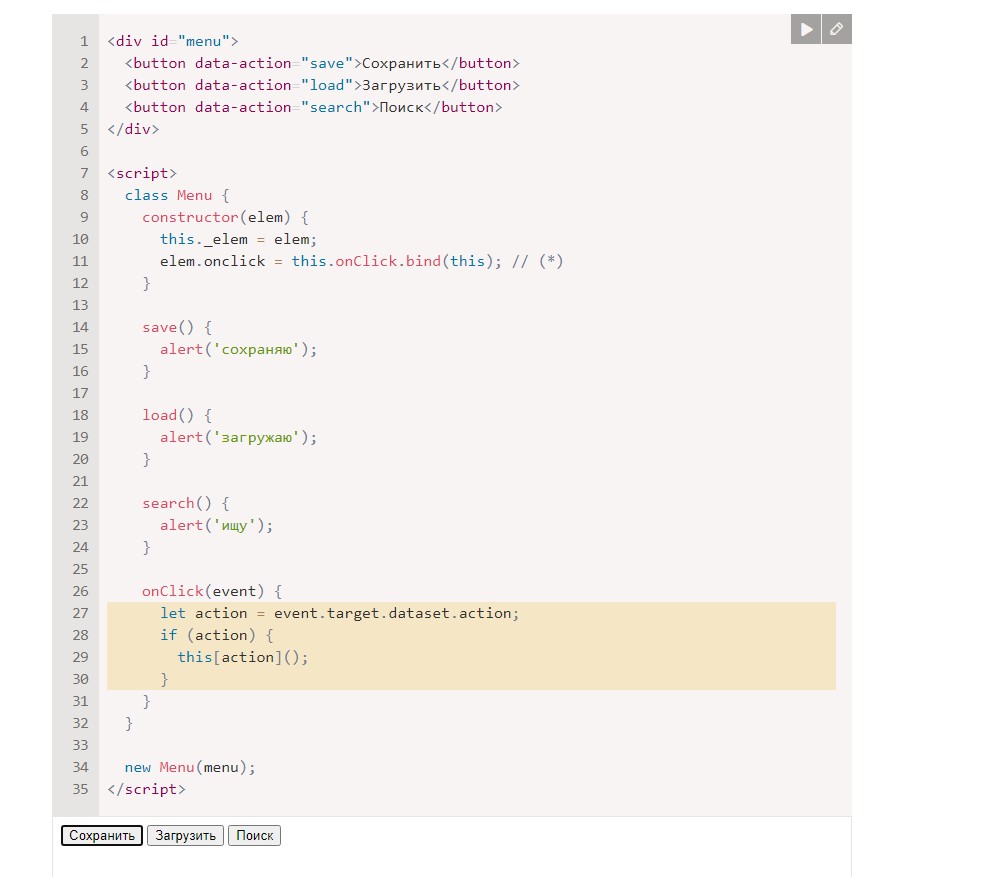 1 <div id="menu">
2   <button data-action="save">Сохранить</button>
3   <button data-action="load">Загрузить</button>
4   <button data-action="search">Поиск</button>
5 </div>
6
7 <script>
8   class Menu {
9     constructor(elem) {
10       this._elem = elem;
11       elem.onclick = this.onClick.bind(this); // (*)
12     }
13
14     save() {
15       alert('сохраняю');
16     }
17
18     load() {
19       alert('загружаю');
20     }
21
22     search() {
23       alert('ищу');
24     }
25
26     onClick(event) {
27       let action = event.target.dataset.action;
28       if (action) {
29         this[action]();
30       }
31     }
32   }
33
34   new Menu(menu);
35 </script>
Сохранить Загрузить Поиск